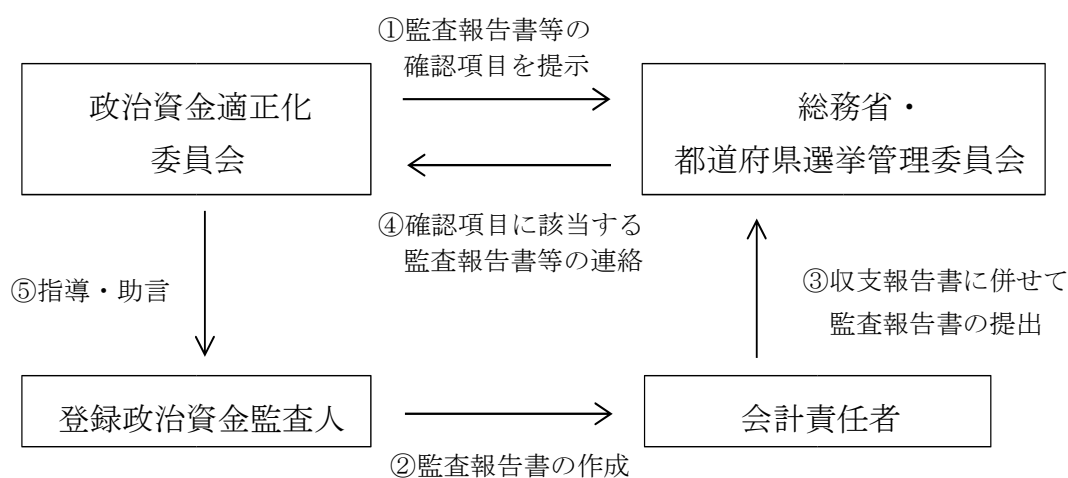 ①監査報告書等の
確認項目を提示
政治資金適正化
委員会
総務省・
都道府県選挙管理委員会
④確認項目に該当する
監査報告書等の連絡
⑤指導・助言
③収支報告書に併せて
監査報告書の提出
登録政治資金監査人
会計責任者
②監査報告書の作成